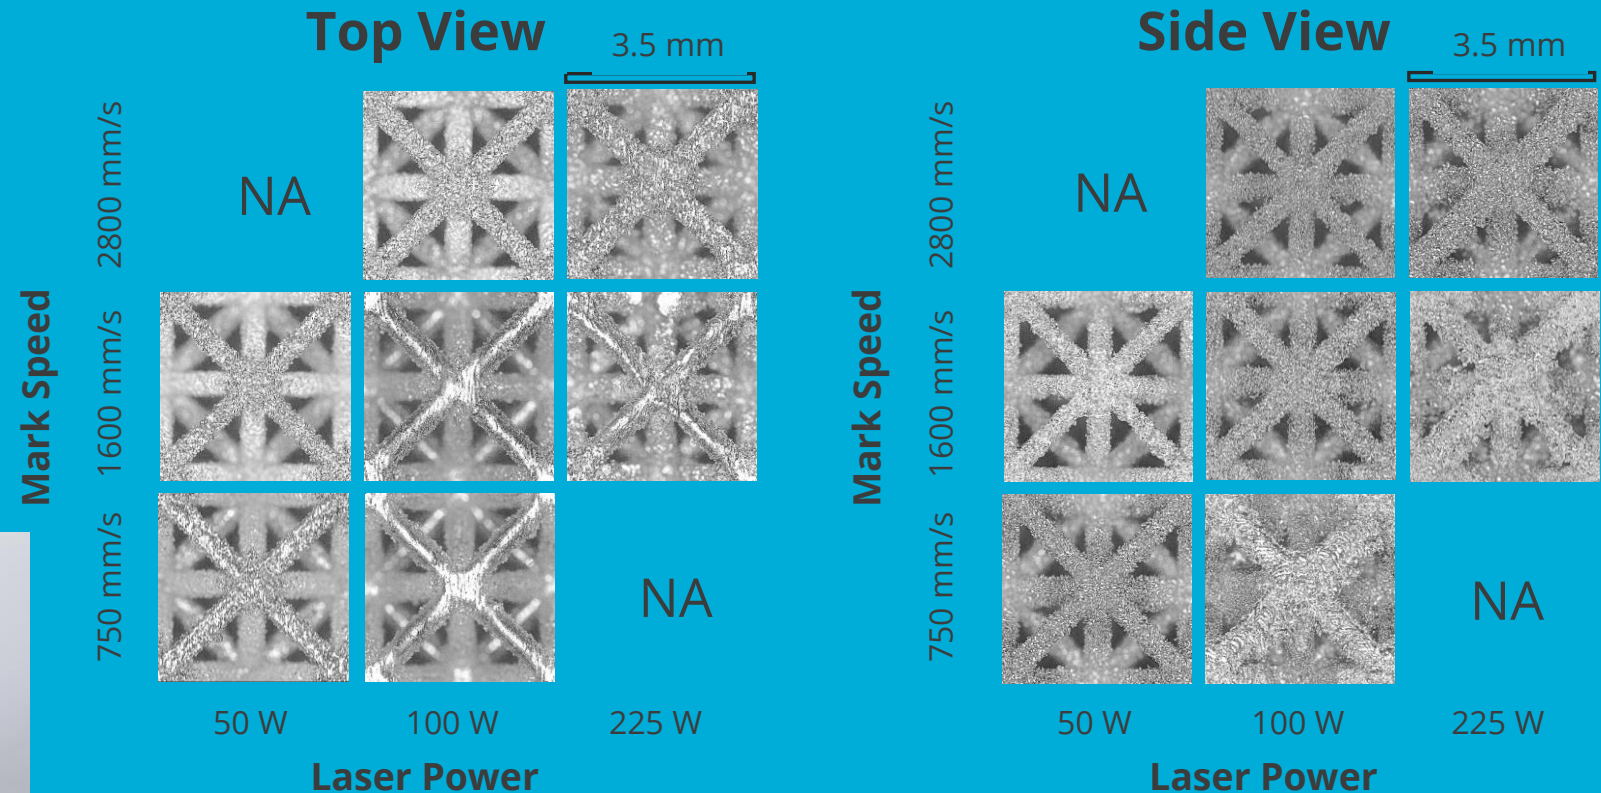 Top View
3.5 mm
Mark Speed
2800 mm/s
1600 mm/s
750 mm/s
NA
NA
50 W
100 W
225 W
Laser Power
Side View
3.5 mm
Mark Speed
2800 mm/s
1600 mm/s
750 mm/s
NA
NA
50 W
100 W
225 W
Laser Power